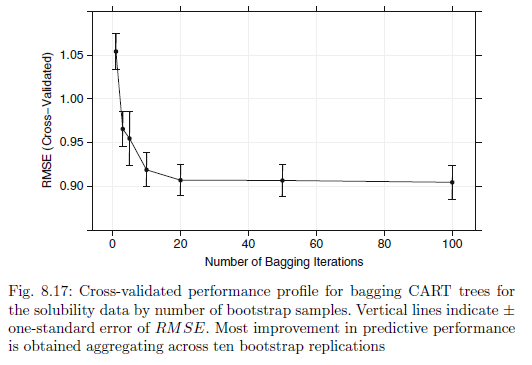 1.05
1.00
0.95
0.90
RMSE (Cross−Validated)
0 20 40 60 80 100
Number of Bagging Iterations
Fig. 8.17: Cross-validated performance profile for bagging CART trees for
the solubility data by number of bootstrap samples. Vertical lines indicate ±
one-standard error of RMSE. Most improvement in predictive performance
is obtained aggregating across ten bootstrap replications